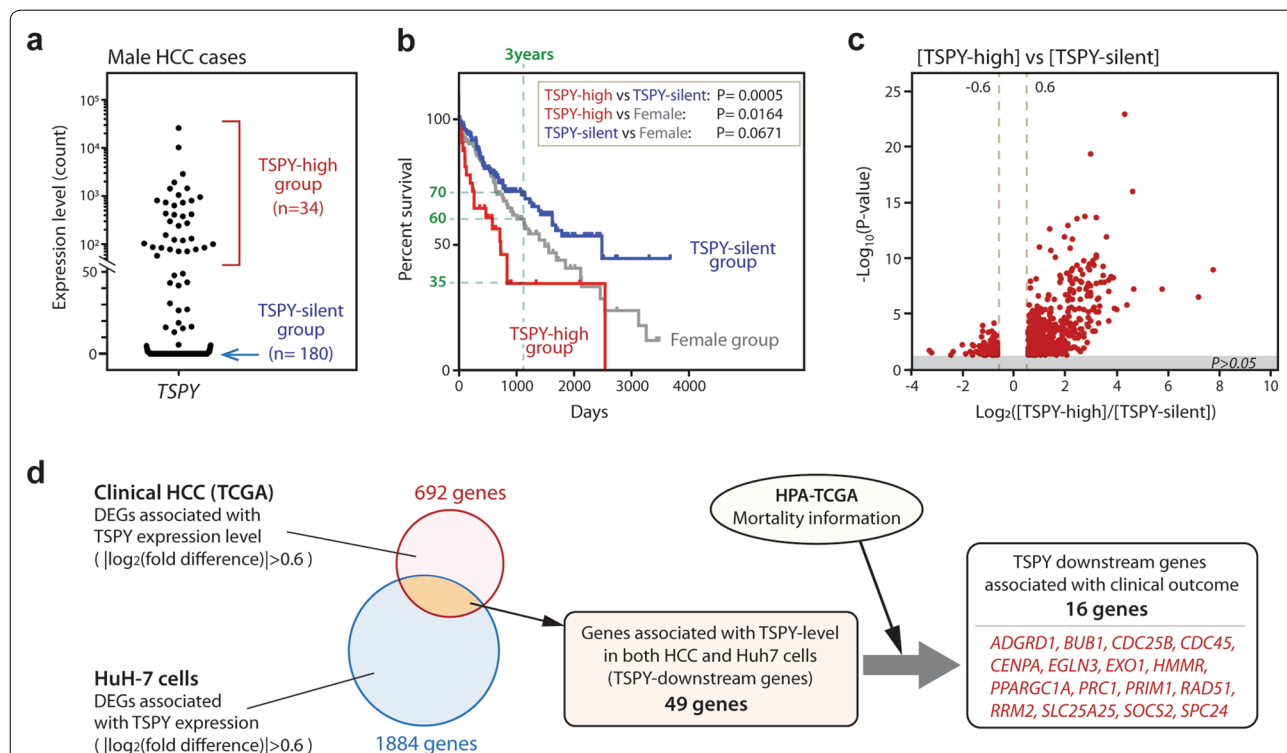 a
Male HCC cases
Expression level (count)
10⁵
10⁴
10³
10²
50
0
TSPY-high
group
(n=34)
TSPY-silent
group
(n= 180)
TSPY
b
3years
TSPY-high vs TSPY-silent: P= 0.0005
TSPY-high vs Female: P= 0.0164
TSPY-silent vs Female: P= 0.0671
Percent survival
100
70
60
50
35
0
TSPY-silent
group
TSPY-high
group
Female group
0 1000 2000 3000 4000
Days
c
[TSPY-high] vs [TSPY-silent]
-0.6 0.6
-Log₁₀(P-value)
25
20
15
10
5
0
P>0.05
-4 -2 0 2 4 6 8 10
Log₂([TSPY-high]/[TSPY-silent])
d
Clinical HCC (TCGA)
DEGs associated with
TSPY expression level
( |log₂(fold difference)|>0.6 )
692 genes
HuH-7 cells
DEGs associated
with TSPY expression
( |log₂(fold difference)|>0.6 )
1884 genes
Genes associated with TSPY-level
in both HCC and Huh7 cells
(TSPY-downstream genes)
49 genes
HPA-TCGA
Mortality information
TSPY downstream genes
associated with clinical outcome
16 genes
ADGRD1, BUB1, CDC25B, CDC45,
CENPA, EGLN3, EXO1, HMMR,
PPARGC1A, PRC1, PRIM1, RAD51,
RRM2, SLC25A25, SOCS2, SPC24